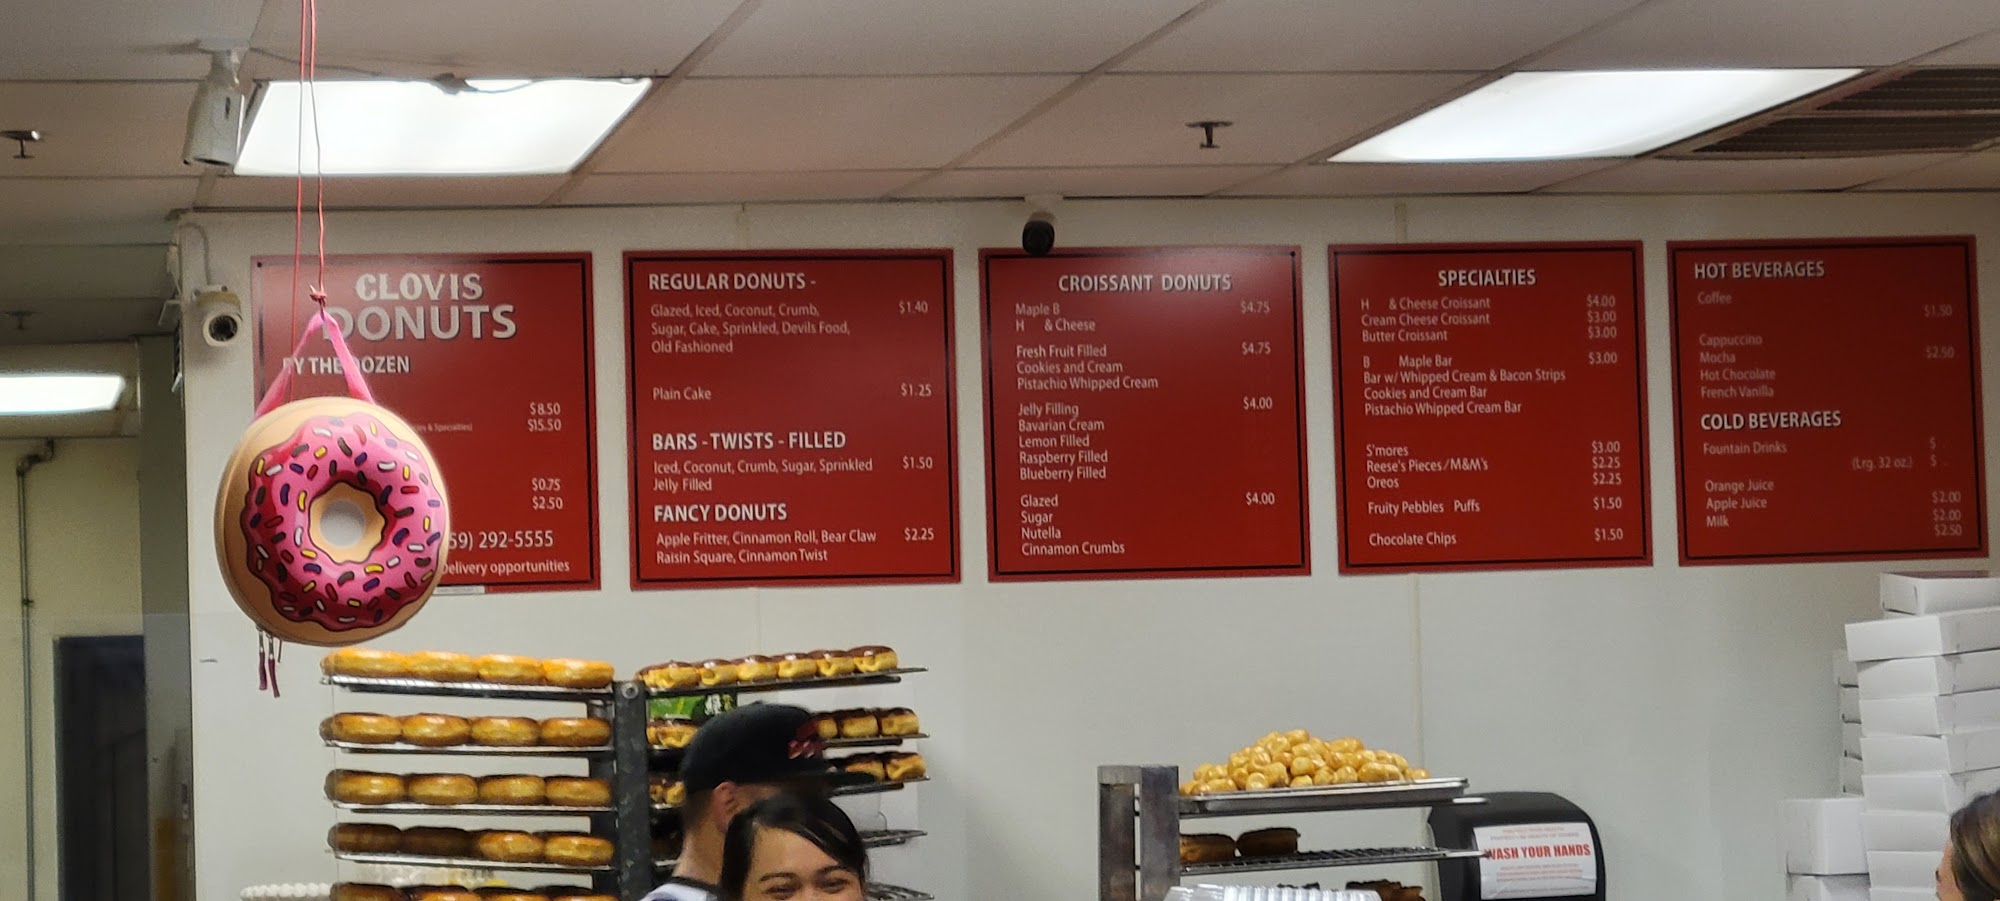 CLOVIS
DONUTS
BY THE DOZEN
$8.50
& Specialties)
$15.50
$0.75
$2.50
59) 292-5555
Delivery opportunities
REGULAR DONUTS -
Glazed, Iced, Coconut, Crumb, $1.40
Sugar, Cake, Sprinkled, Devils Food,
Old Fashioned
Plain Cake $1.25
BARS - TWISTS - FILLED
Iced, Coconut, Crumb, Sugar, Sprinkled $1.50
Jelly Filled
FANCY DONUTS
Apple Fritter, Cinnamon Roll, Bear Claw $2.25
Raisin Square, Cinnamon Twist
CROISSANT DONUTS
Maple B $4.75
H & Cheese
Fresh Fruit Filled $4.75
Cookies and Cream
Pistachio Whipped Cream
Jelly Filling $4.00
Bavarian Cream
Lemon Filled
Raspberry Filled
Blueberry Filled
Glazed $4.00
Sugar
Nutella
Cinnamon Crumbs
SPECIALTIES
H & Cheese Croissant $4.00
Cream Cheese Croissant $3.00
Butter Croissant $3.00
B Maple Bar $3.00
Bar w/ Whipped Cream & Bacon Strips
Cookies and Cream Bar
Pistachio Whipped Cream Bar
S'mores $3.00
Reese's Pieces/M&M's $2.25
Oreos $2.25
Fruity Pebbles Puffs $1.50
Chocolate Chips $1.50
HOT BEVERAGES
Coffee
$1.50
Cappuccino
Mocha $2.50
Hot Chocolate
French Vanilla
COLD BEVERAGES
Fountain Drinks $
(Lrg. 32 oz.) $
Orange Juice
Apple Juice $2.00
Milk $2.00
$2.50
WASH YOUR HANDS